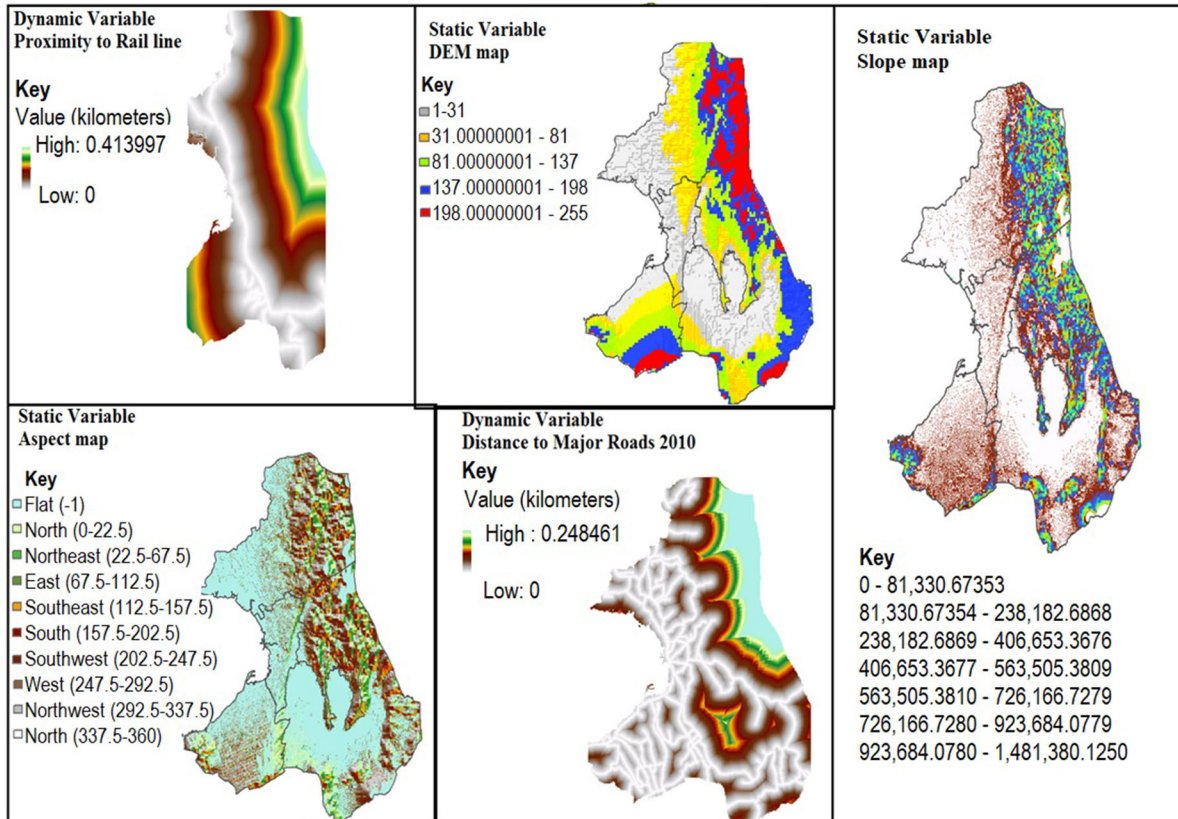 Dynamic Variable
Proximity to Rail line
Key
Value (kilometers)
High: 0.413997
Low: 0
Static Variable
DEM map
Key
1-31
31.00000001 - 81
81.00000001 - 137
137.00000001 - 198
198.00000001 - 255
Static Variable
Slope map
Key
0 - 81,330.67353
81,330.67354 - 238,182.6868
238,182.6869 - 406,653.3676
406,653.3677 - 563,505.3809
563,505.3810 - 726,166.7279
726,166.7280 - 923,684.0779
923,684.0780 - 1,481,380.1250
Static Variable
Aspect map
Key
Flat (-1)
North (0-22.5)
Northeast (22.5-67.5)
East (67.5-112.5)
Southeast (112.5-157.5)
South (157.5-202.5)
Southwest (202.5-247.5)
West (247.5-292.5)
Northwest (292.5-337.5)
North (337.5-360)
Dynamic Variable
Distance to Major Roads 2010
Key
Value (kilometers)
High : 0.248461
Low: 0